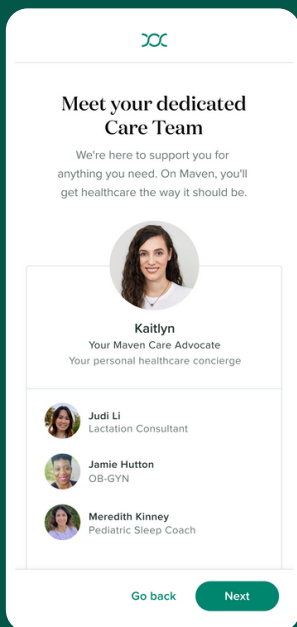 Meet your dedicated
Care Team
We're here to support you for
anything you need. On Maven, you'll
get healthcare the way it should be.
Kaitlyn
Your Maven Care Advocate
Your personal healthcare concierge
Judi Li
Lactation Consultant
Jamie Hutton
OB-GYN
Meredith Kinney
Pediatric Sleep Coach
Go back
Next